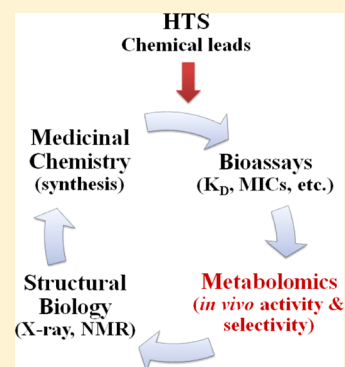 HTS
Chemical leads
Medicinal
Chemistry
(synthesis)
Bioassays
(KD, MICs, etc.)
Structural
Biology
(X-ray, NMR)
Metabolomics
(in vivo activity &
selectivity)